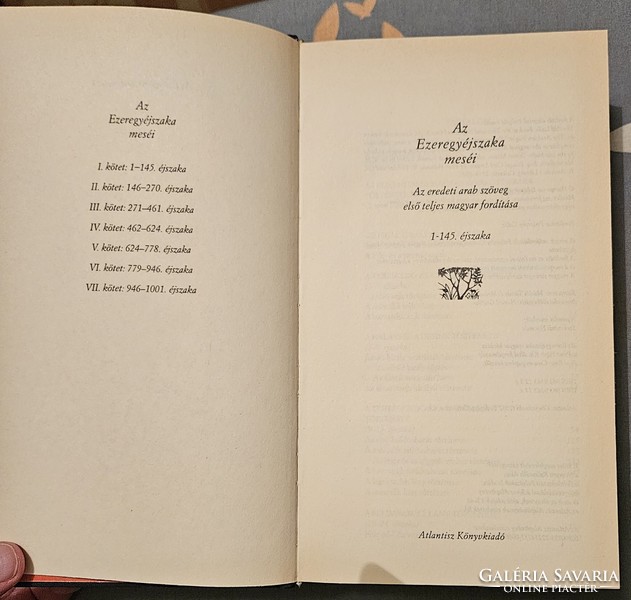 Az
Ezeregyéjszaka
meséi
I. kötet: 1–145. éjszaka
II. kötet: 146–270. éjszaka
III. kötet: 271–461. éjszaka
IV. kötet: 462–624. éjszaka
V. kötet: 624–778. éjszaka
VI. kötet: 779–946. éjszaka
VII. kötet: 946–1001. éjszaka
Az
Ezeregyéjszaka
meséi
Az eredeti arab szöveg
első teljes magyar fordítása
1-145. éjszaka
Atlantisz Könyvkiadó
GALÉRIA SAVARIA
ONLINE PIACTÉR